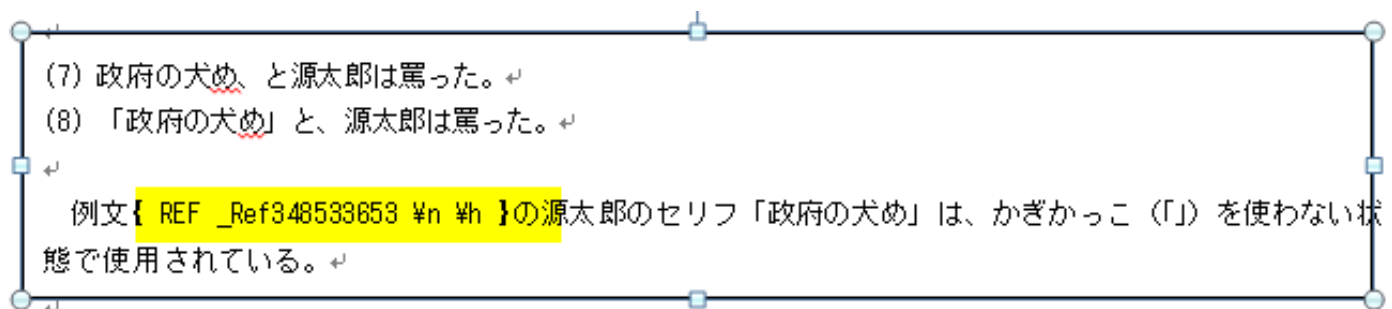 (7) 政府の犬め、と源太郎は罵った。↵
(8) 「政府の犬め」と、源太郎は罵った。↵
↵
例文{ REF _Ref348533653 ¥n ¥h }の源太郎のセリフ「政府の犬め」は、かぎかっこ(「」)を使わない状
態で使用されている。↵